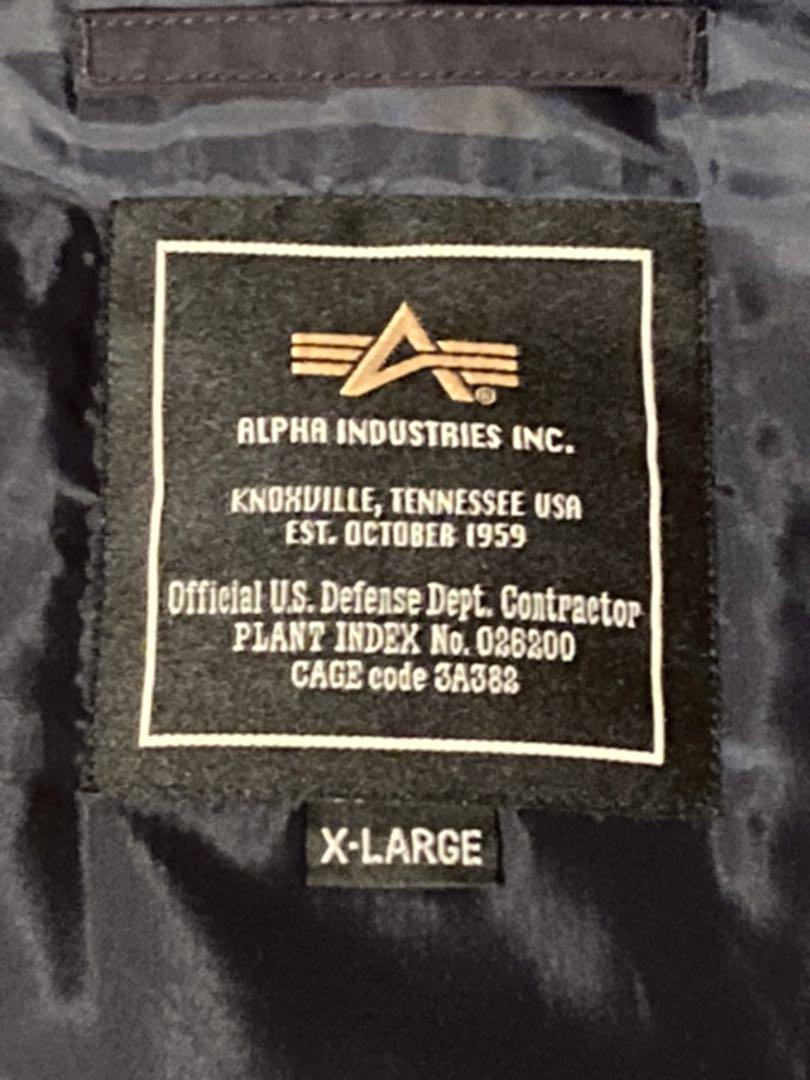 ALPHA INDUSTRIES INC.
KNOXVILLE, TENNESSEE USA
EST. OCTOBER 1959
Official U.S. Defense Dept. Contractor
PLANT INDEX No. 026200
CAGE code 3A382
X-LARGE